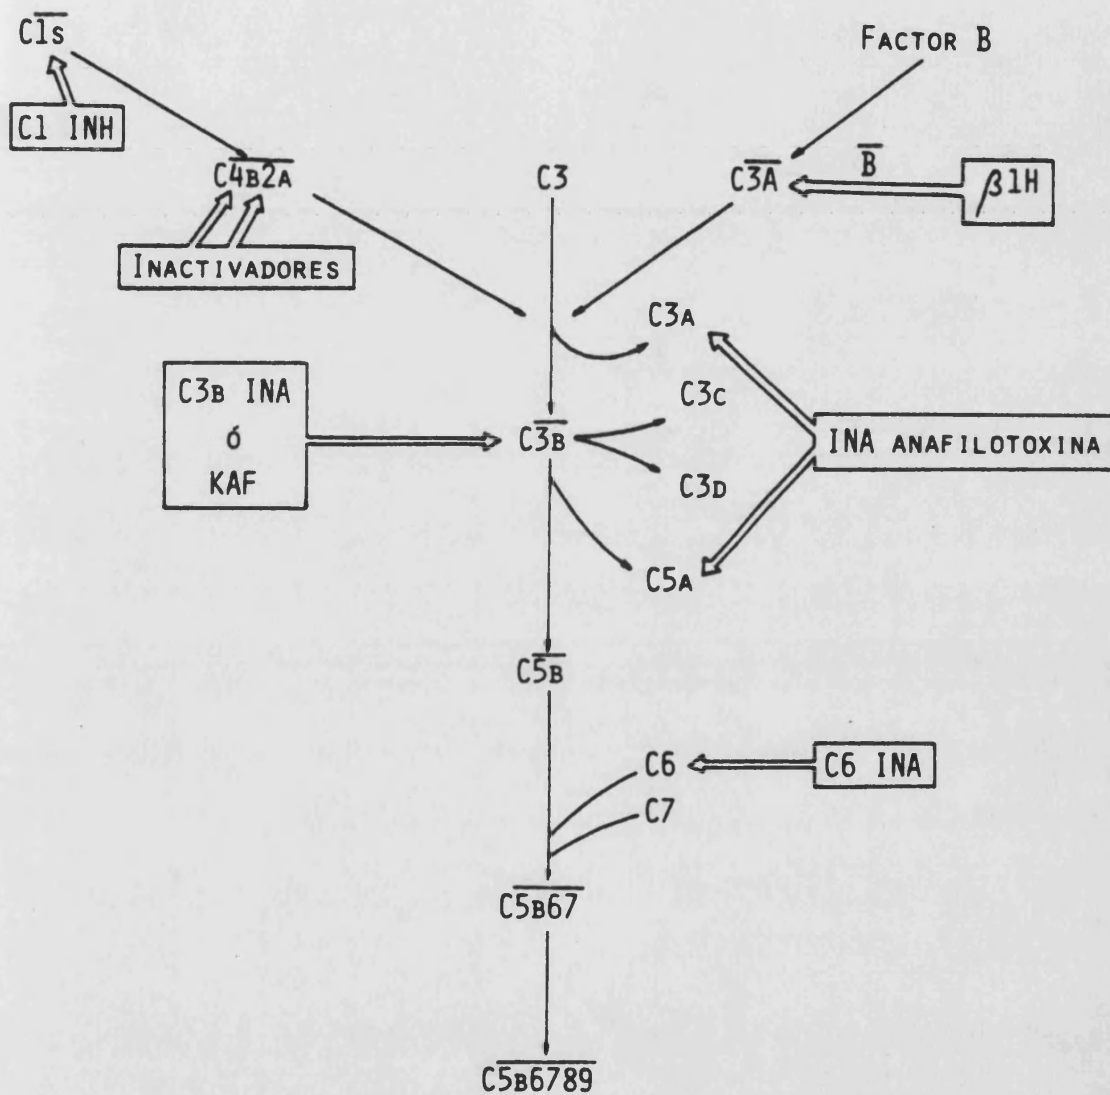 C1s
FACTOR B
C1 INH
C4B2A
C3
C3A
B
β1H
INACTIVADORES
C3A
C3B INA
ó
KAF
C3C
C3B
INA ANAFILOTOXINA
C3D
C5A
C5B
C6
C6 INA
C7
C5B67
C5B6789